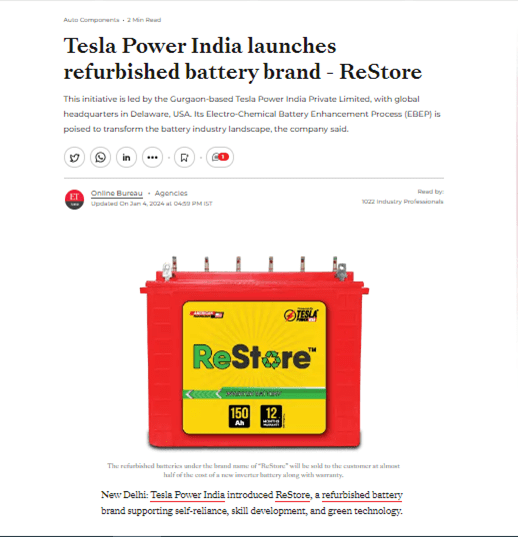 Auto Components • 2 Min Read
Tesla Power India launches
refurbished battery brand - ReStore
This initiative is led by the Gurgaon-based Tesla Power India Private Limited, with global
headquarters in Delaware, USA. Its Electro-Chemical Battery Enhancement Process (EBEP) is
poised to transform the battery industry landscape, the company said.
1
ET
Online Bureau • Agencies
Updated On Jan 4, 2024 at 04:59 PM IST
Read by:
1022 Industry Professionals
TESLA
ReStore™
150
Ah
12
MONTHS
WARRANTY
The refurbished batteries under the brand name of "ReStore" will be sold to the customer at almost
half of the cost of a new inverter battery along with warranty.
New Delhi: Tesla Power India introduced ReStore, a refurbished battery
brand supporting self-reliance, skill development, and green technology.